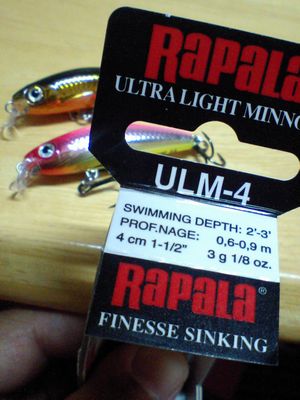 RAPALA
ULTRA LIGHT MINNO
ULM-4
SWIMMING DEPTH: 2'-3'
PROF.NAGE: 0,6-0,9 m
4 cm 1-1/2" 3 g 1/8 oz.
RAPALA®
FINESSE SINKING